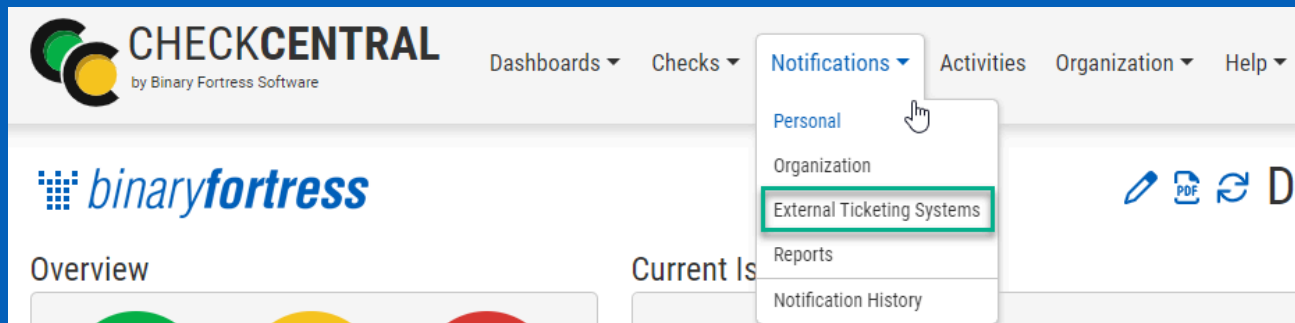 CHECKCENTRAL
by Binary Fortress Software
Dashboards Checks Notifications Activities Organization Help
Personal
Organization
External Ticketing Systems
Reports
Notification History
binaryfortress
PDF
D
Overview
Current Is